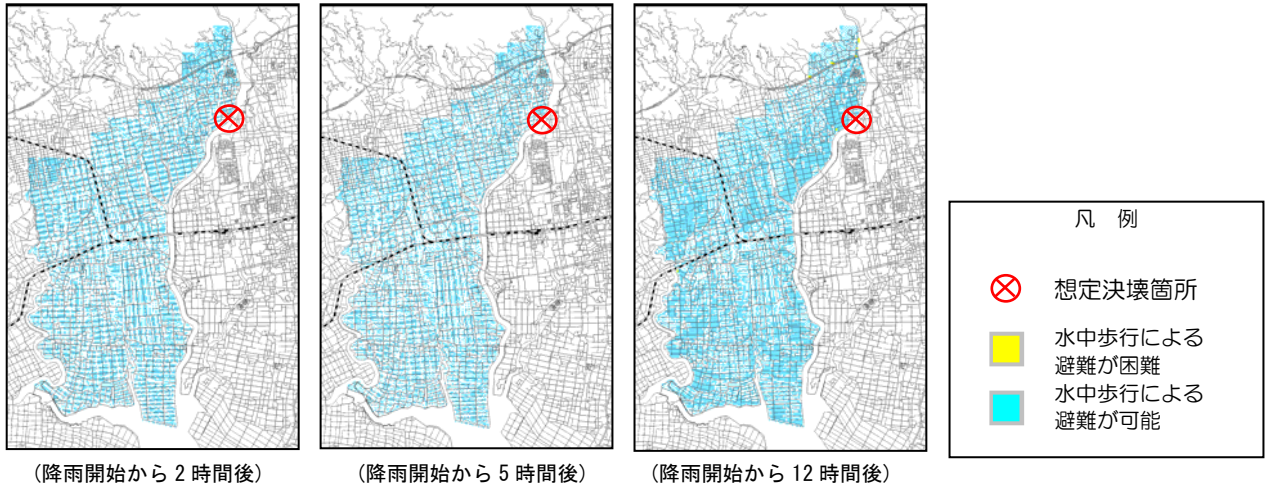 凡 例
想定決壊箇所
水中歩行による
避難が困難
水中歩行による
避難が可能
(降雨開始から 2 時間後)
(降雨開始から 5 時間後)
(降雨開始から 12 時間後)